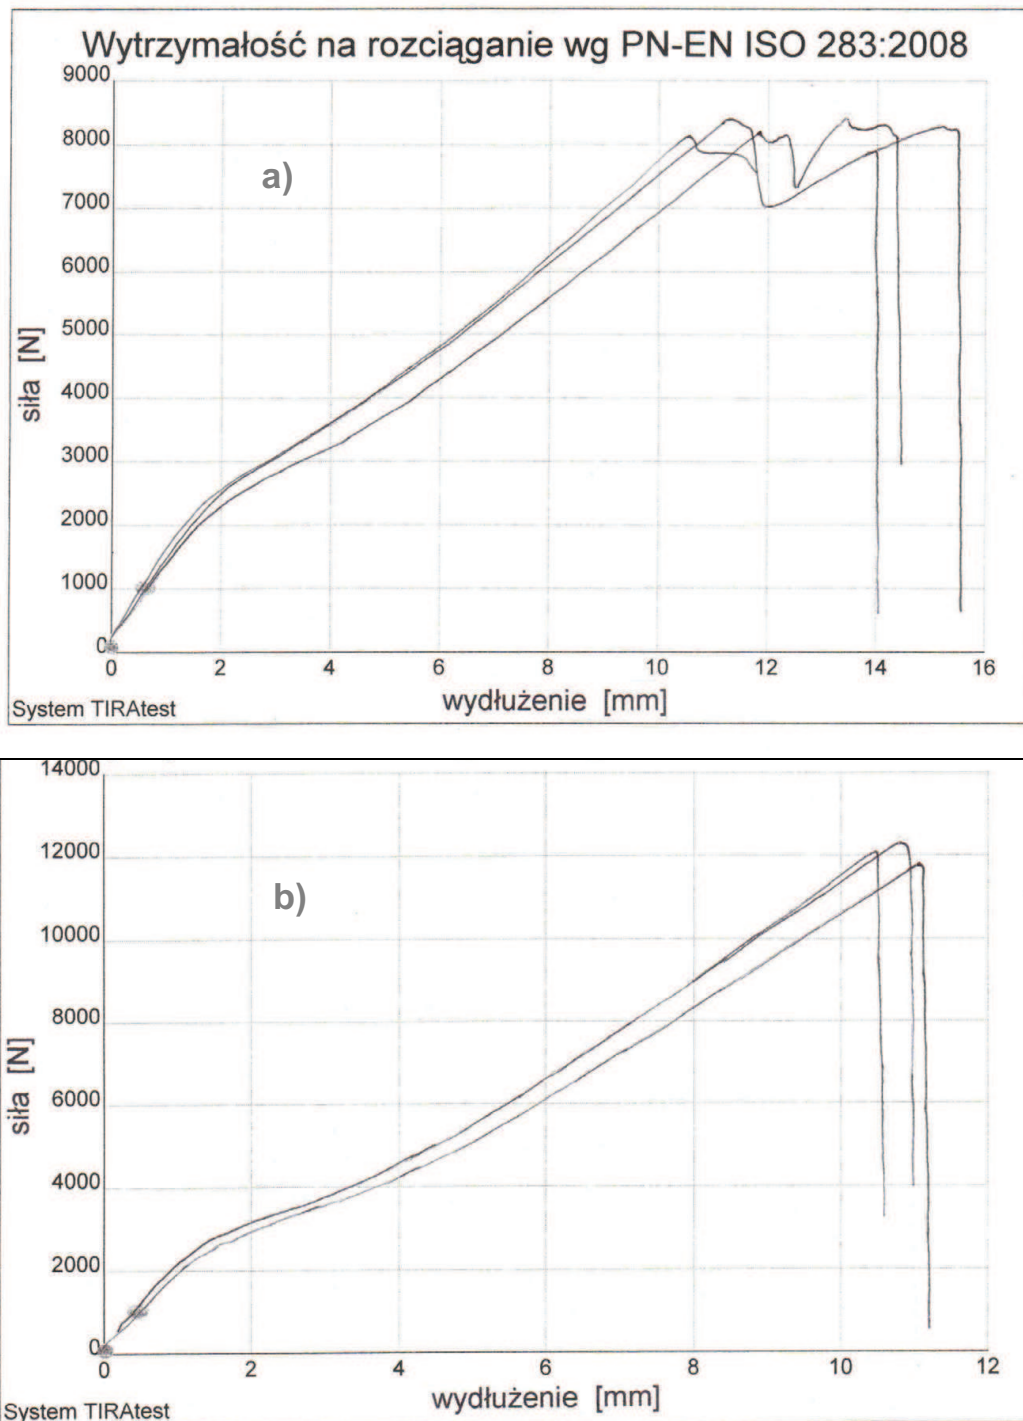 Wytrzymałość na rozciąganie wg PN-EN ISO 283:2008
9000
8000
7000
6000
5000
4000
3000
2000
1000
0
siła [N]
a)
0 2 4 6 8 10 12 14 16
wydłużenie [mm]
System TIRAtest
14000
12000
10000
8000
6000
4000
2000
0
siła [N]
b)
0 2 4 6 8 10 12
wydłużenie [mm]
System TIRAtest